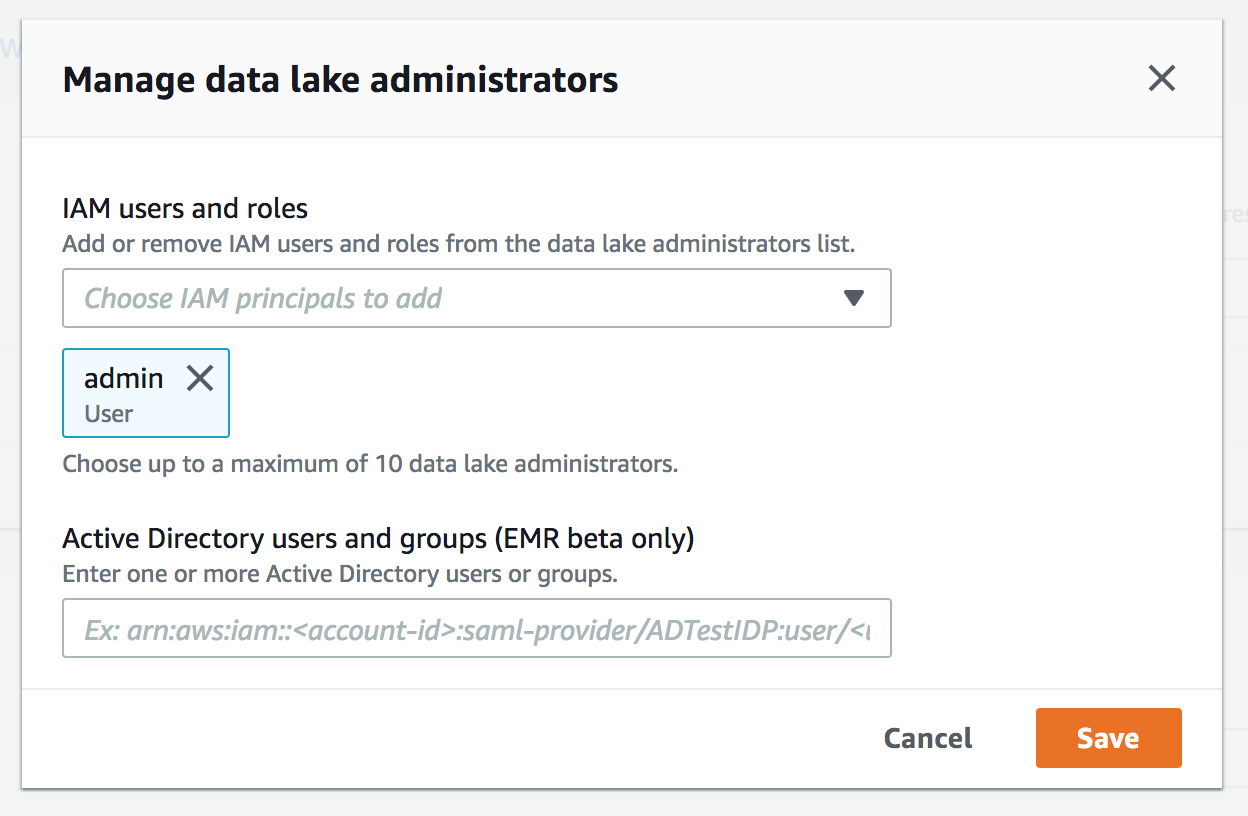 Manage data lake administrators
IAM users and roles
Add or remove IAM users and roles from the data lake administrators list.
Choose IAM principals to add
admin
User
Choose up to a maximum of 10 data lake administrators.
Active Directory users and groups (EMR beta only)
Enter one or more Active Directory users or groups.
Ex: arn:aws:iam::<account-id>:saml-provider/ADTestIDP:user/<u
Cancel
Save